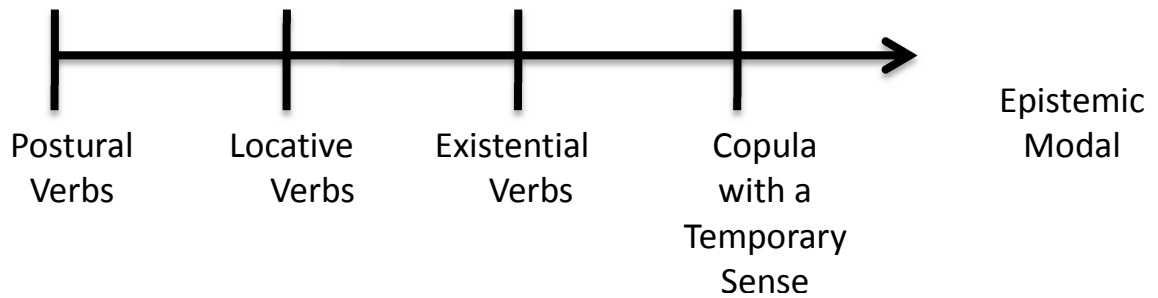 Postural
Verbs
Locative
Verbs
Existential
Verbs
Copula
with a
Temporary
Sense
Epistemic
Modal